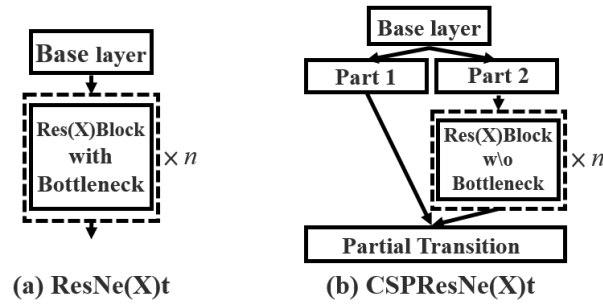 Base layer
Res(X)Block
with
Bottleneck
× n
(a) ResNe(X)t
Base layer
Part 1
Part 2
Res(X)Block
w\o
Bottleneck
× n
Partial Transition
(b) CSPResNe(X)t